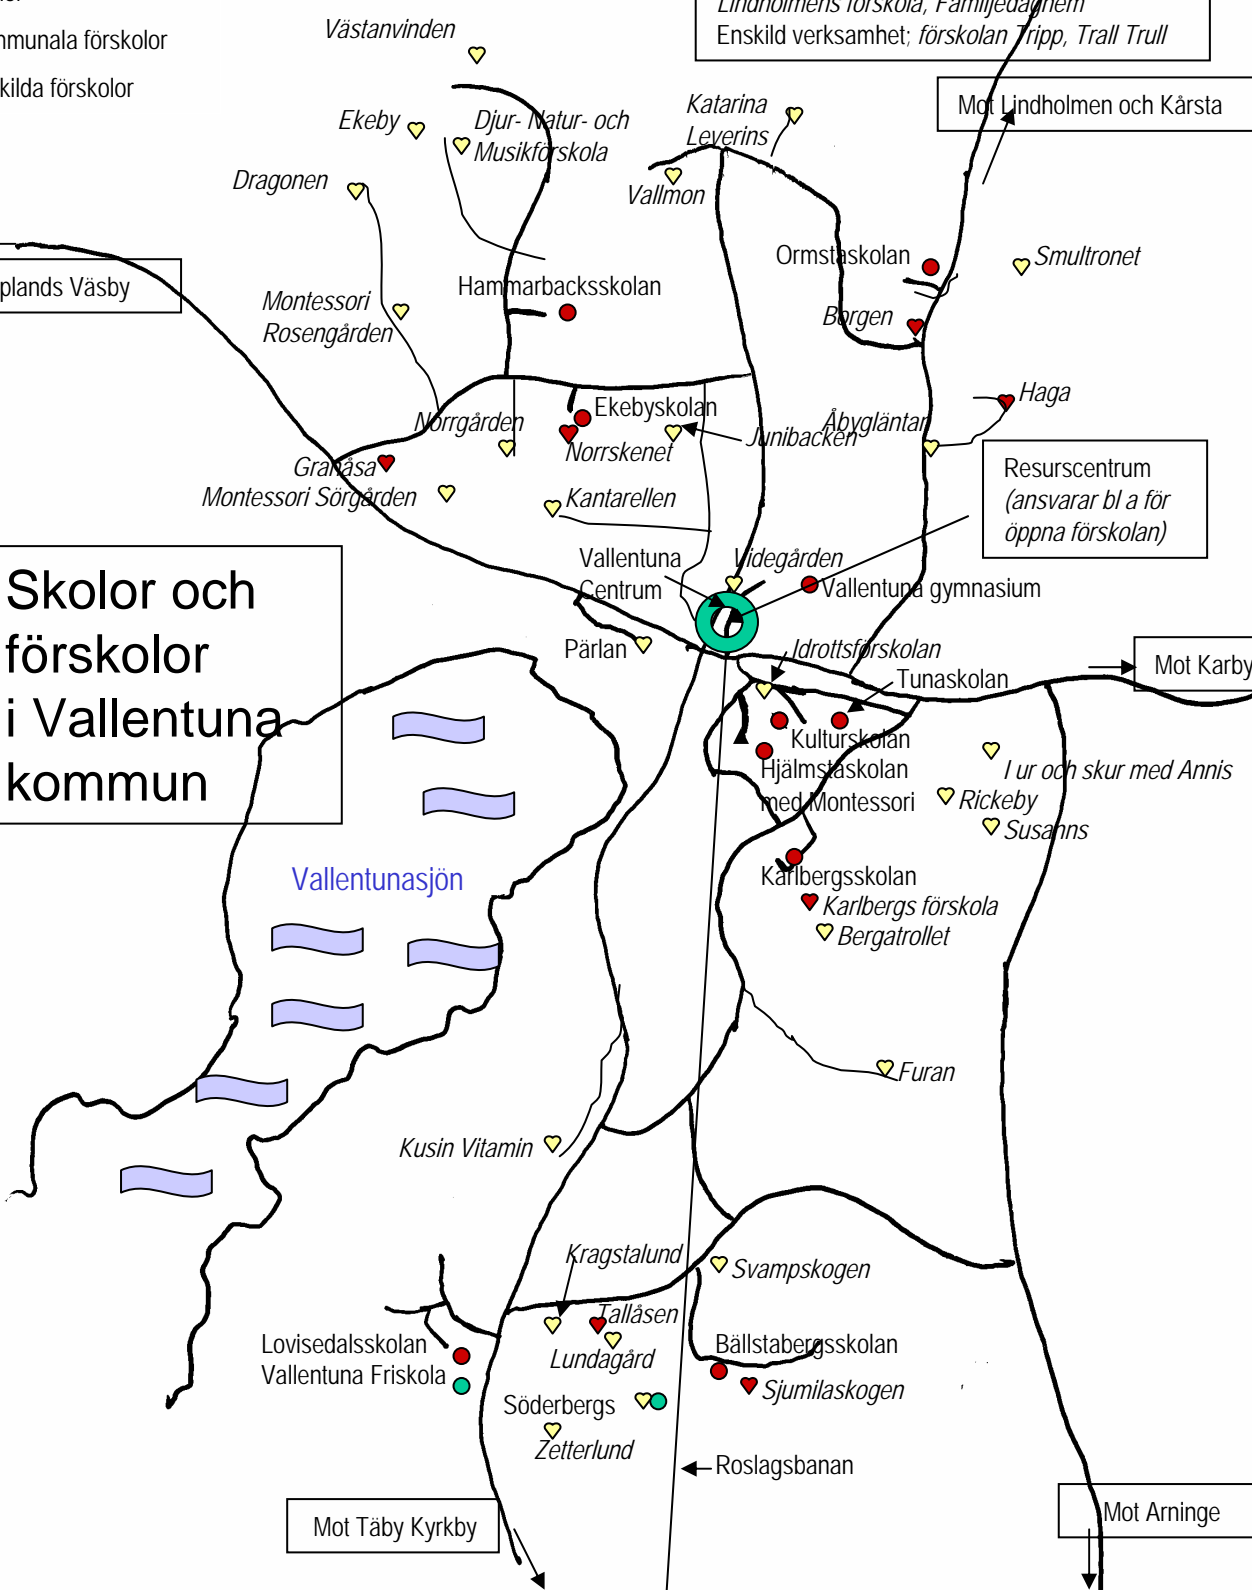 Lindholmens förskola, Familjedaghem
mmunala förskolor
Enskild verksamhet; förskolan Tripp, Trall Trull
kilda förskolor
Västanvinden
Mot Lindholmen och Kårsta
Ekeby
Djur- Natur- och
Musikförskola
Katarina
Leverins
Dragonen
Vallmon
Ormstaskolan
Smultronet
plands Väsby
Hammarbacksskolan
Montessori
Rosengården
Borgen
Haga
Norrgården
Ekebyskolan
Junibacken
Åbygläntan
Norrskenet
Granåsa
Montessori Sörgården
Kantarellen
Resurscentrum
(ansvarar bl a för
öppna förskolan)
Vallentuna
Centrum
Videgården
Vallentuna gymnasium
Skolor och
förskolor
i Vallentuna
kommun
Pärlan
Idrottsförskolan
Tunaskolan
Mot Karby
Kulturskolan
Hjälmstaskolan
med Montessori
I ur och skur med Annis
Rickeby
Susanns
Vallentunasjön
Karlbergsskolan
Karlbergs förskola
Bergatrollet
Furan
Kusin Vitamin
Kragstalund
Svampskogen
Tallåsen
Lundagård
Lovisedalsskolan
Vallentuna Friskola
Bällstabergsskolan
Sjumilaskogen
Söderbergs
Zetterlund
Roslagsbanan
Mot Täby Kyrkby
Mot Arninge